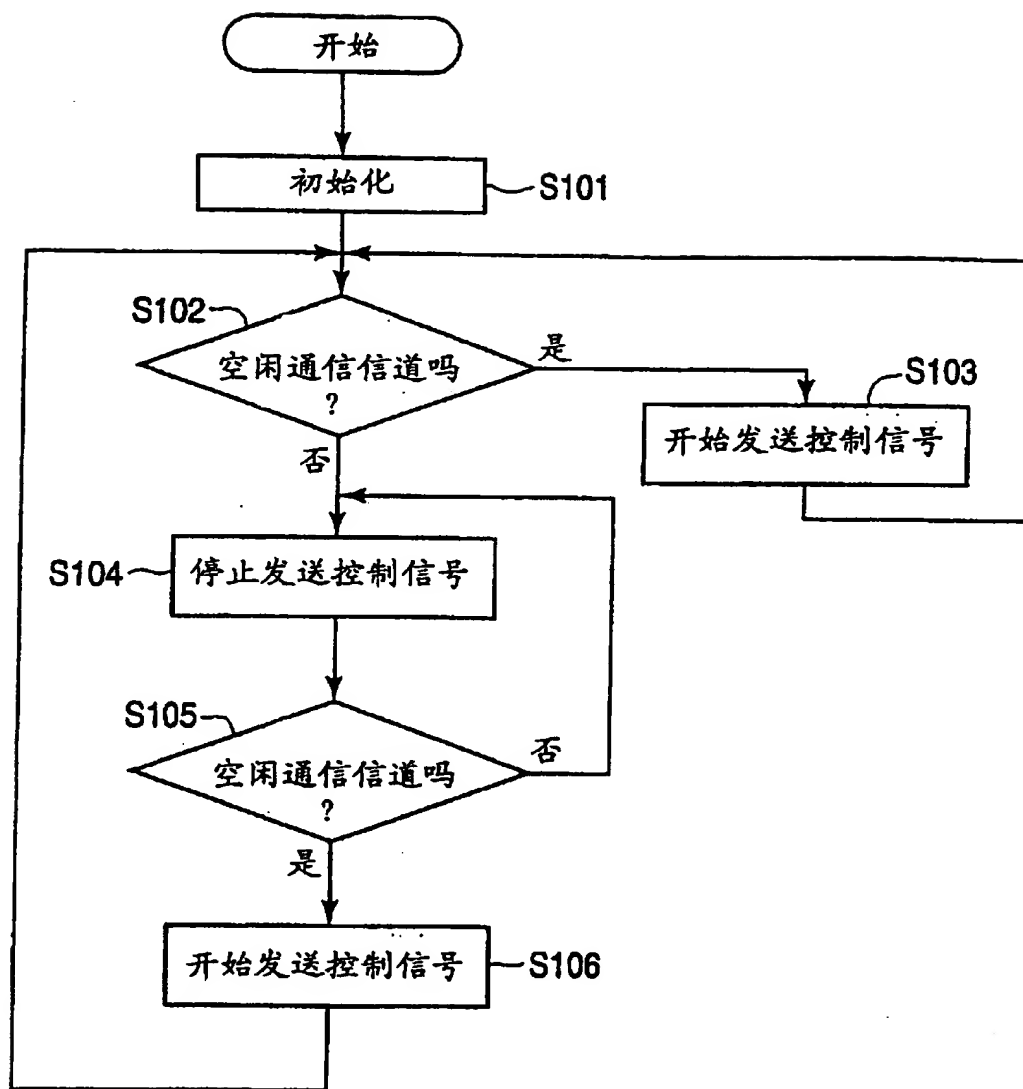 开始
初始化
S101
S102
空闲通信信道吗
?
是
S103
开始发送控制信号
否
S104
停止发送控制信号
S105
空闲通信信道吗
?
否
是
开始发送控制信号
S106